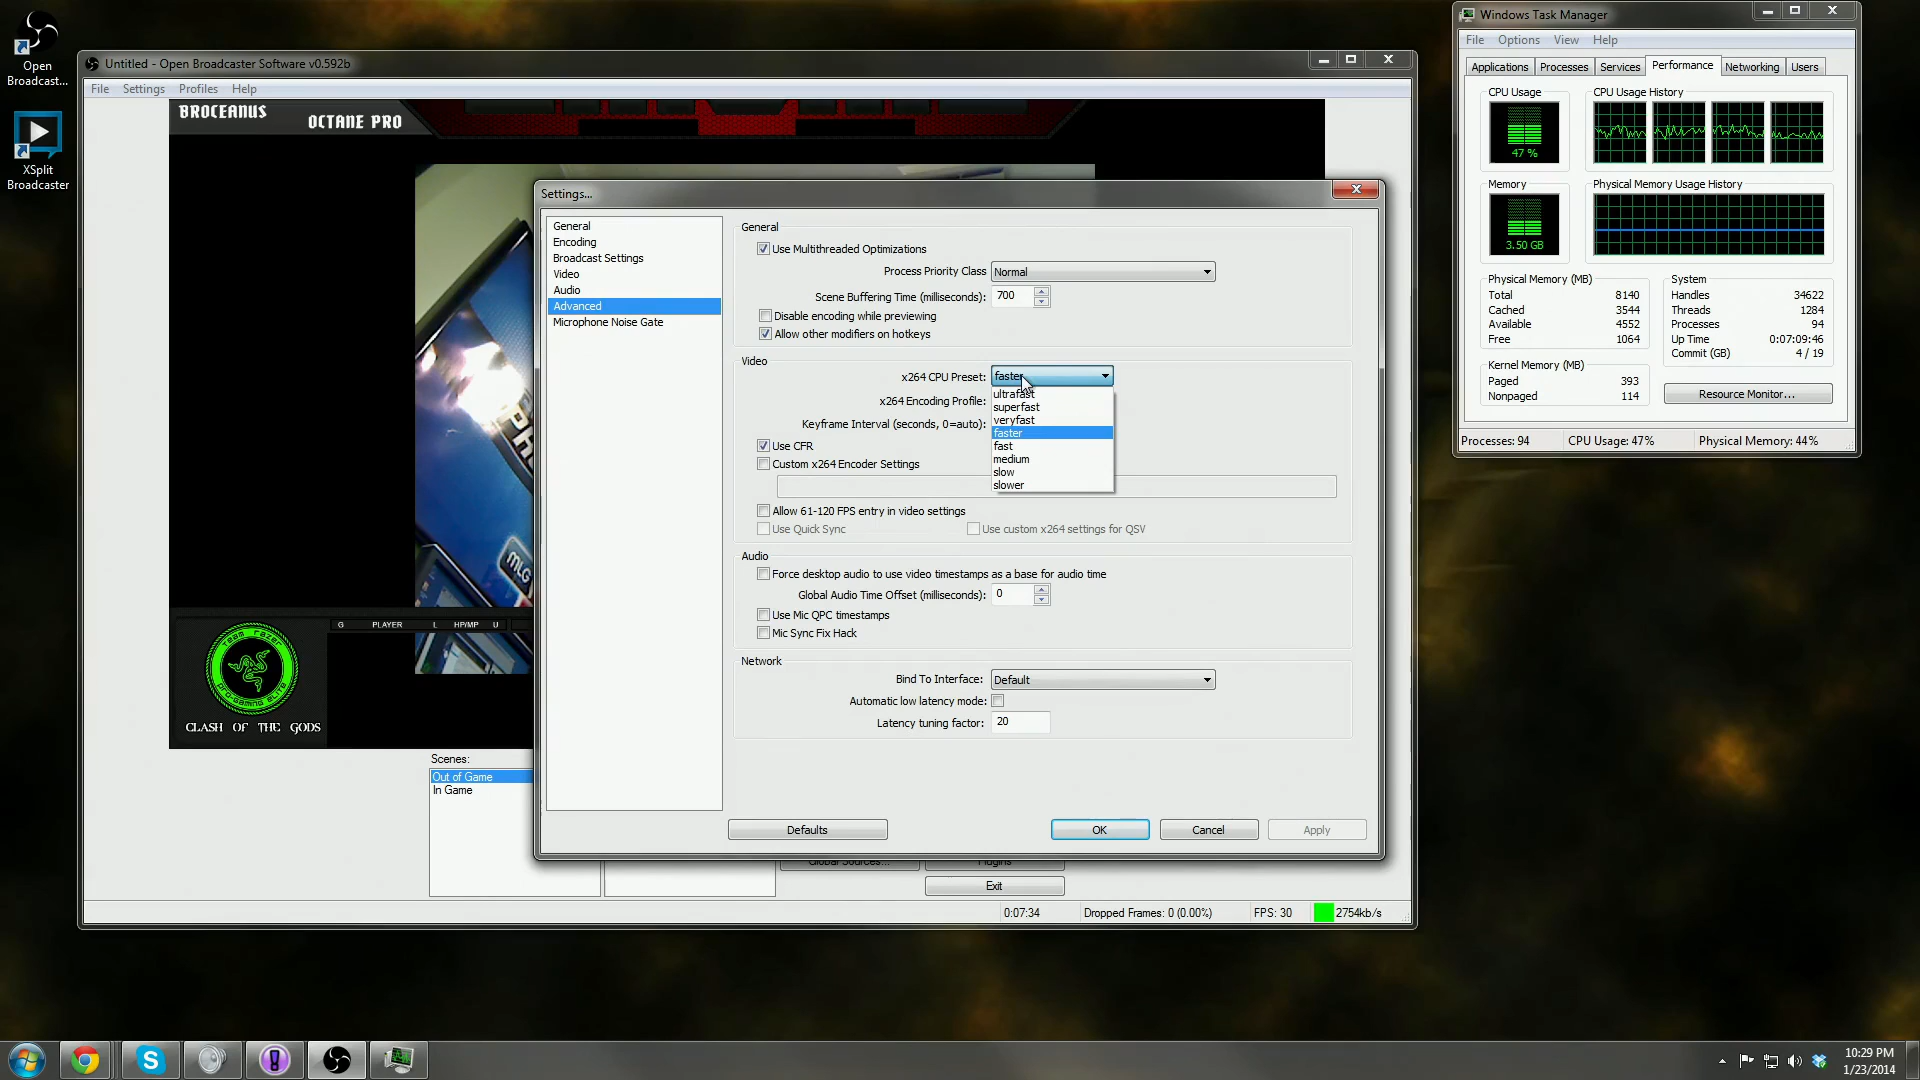 Open
Broadcast...
XSplit
Broadcaster
Untitled - Open Broadcaster Software v0.592b
File Settings Profiles Help
BROCEANUS
OCTANE PRO
MLG
G PLAYER L HP/MP U
TEAM RAZER
PRO-GAMING ELITE
CLASH OF THE GODS
Scenes:
Out of Game
In Game
Global Sources...
Plugins
Exit
0:07:34 Dropped Frames: 0 (0.00%) FPS: 30 2754kb/s
Settings...
General
Encoding
Broadcast Settings
Video
Audio
Advanced
Microphone Noise Gate
General
Use Multithreaded Optimizations
Process Priority Class Normal
Scene Buffering Time (milliseconds): 700
Disable encoding while previewing
Allow other modifiers on hotkeys
Video
x264 CPU Preset: faster
ultrafast
superfast
veryfast
faster
fast
medium
slow
slower
x264 Encoding Profile:
Keyframe Interval (seconds, 0=auto):
Use CFR
Custom x264 Encoder Settings
Allow 61-120 FPS entry in video settings
Use Quick Sync Use custom x264 settings for QSV
Audio
Force desktop audio to use video timestamps as a base for audio time
Global Audio Time Offset (milliseconds): 0
Use Mic QPC timestamps
Mic Sync Fix Hack
Network
Bind To Interface: Default
Automatic low latency mode:
Latency tuning factor: 20
Defaults OK Cancel Apply
Windows Task Manager
File Options View Help
Applications Processes Services Performance Networking Users
CPU Usage CPU Usage History
47 %
Memory Physical Memory Usage History
3.50 GB
Physical Memory (MB)
Total 8140
Cached 3544
Available 4552
Free 1064
Kernel Memory (MB)
Paged 393
Nonpaged 114
System
Handles 34622
Threads 1284
Processes 94
Up Time 0:07:09:46
Commit (GB) 4 / 19
Resource Monitor...
Processes: 94 CPU Usage: 47% Physical Memory: 44%
10:29 PM
1/23/2014